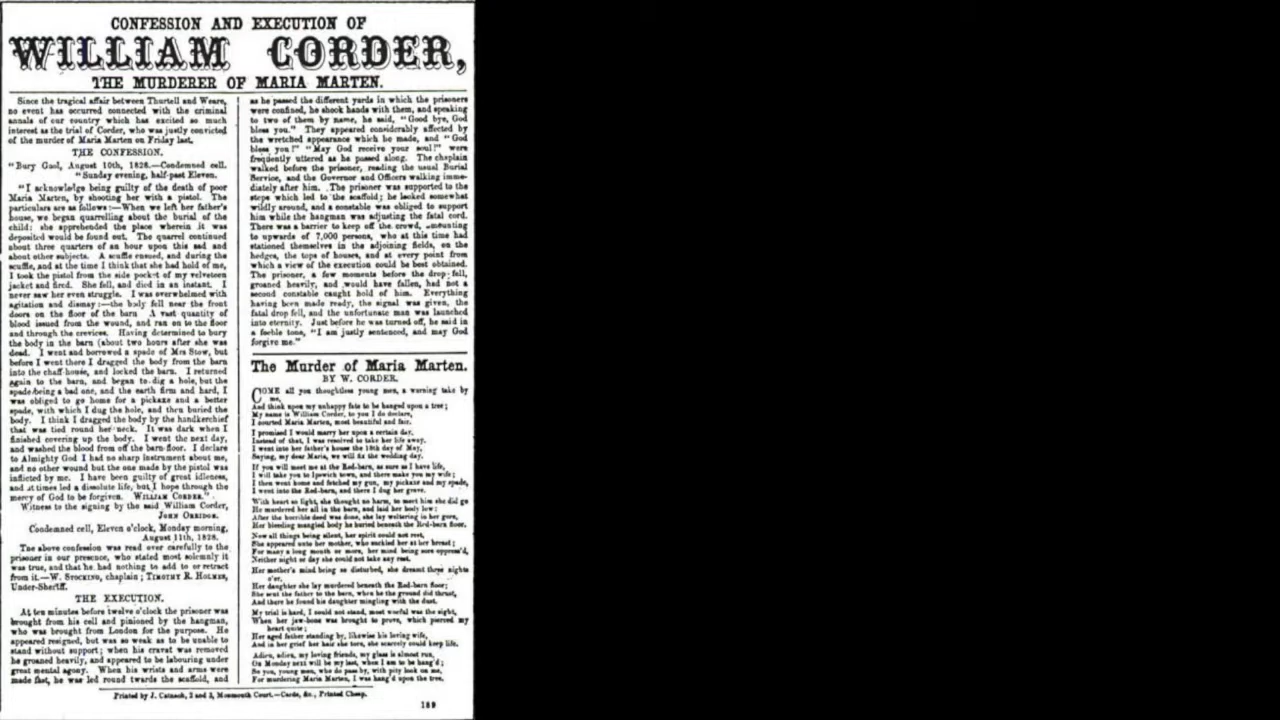 CONFESSION AND EXECUTION OF
WILLIAM CORDER,
THE MURDERER OF MARIA MARTEN.
Since the tragical affair between Thurtell and Weare,
no event has occurred connected with the criminal
annals of our country which has excited so much
interest as the trial of Corder, who was justly convicted
of the murder of Maria Marten on Friday last.
THE CONFESSION.
"Bury Gaol, August 10th, 1828.—Condemned cell.
"Sunday evening, half-past Eleven.
"I acknowledge being guilty of the death of poor
Maria Marten, by shooting her with a pistol. The
particulars are as follows:—When we left her father's
house, we began quarrelling about the burial of the
child: she apprehended the place wherein it was
deposited would be found out. The quarrel continued
about three quarters of an hour upon this sad and
about other subjects. A scuffle ensued, and during the
scuffle, and at the time I think that she had hold of me,
I took the pistol from the side pocket of my velveteen
jacket and fired. She fell, and died in an instant. I
never saw her even struggle. I was overwhelmed with
agitation and dismay:—the body fell near the front
doors on the floor of the barn A vast quantity of
blood issued from the wound, and ran on to the floor
and through the crevices. Having determined to bury
the body in the barn (about two hours after she was
dead. I went and borrowed a spade of Mrs Stow, but
before I went there I dragged the body from the barn
into the chaff-house, and locked the barn. I returned
again to the barn, and began to dig a hole, but the
spade being a bad one, and the earth firm and hard, I
was obliged to go home for a pickaxe and a better
spade, with which I dug the hole, and then buried the
body. I think I dragged the body by the handkerchief
that was tied round her neck. It was dark when I
finished covering up the body. I went the next day,
and washed the blood from off the barn-floor. I declare
to Almighty God I had no sharp instrument about me,
and no other wound but the one made by the pistol was
inflicted by me. I have been guilty of great idleness,
and at times led a dissolute life, but I hope through the
mercy of God to be forgiven. WILLIAM CORDER."
Witness to the signing by the said William Corder,
JOHN ORRIDGE.
Condemned cell, Eleven o'clock, Monday morning,
August 11th, 1828.
The above confession was read over carefully to the
prisoner in our presence, who stated most solemnly it
was true, and that he had nothing to add to or retract
from it.—W. STOCKING, chaplain; TIMOTHY R. HOLMES,
Under-Sheriff.
THE EXECUTION.
At ten minutes before twelve o'clock the prisoner was
brought from his cell and pinioned by the hangman,
who was brought from London for the purpose. He
appeared resigned, but was so weak as to be unable to
stand without support; when his cravat was removed
he groaned heavily, and appeared to be labouring under
great mental agony. When his wrists and arms were
made fast, he was led round twards the scaffold, and
as he passed the different yards in which the prisoners
were confined, he shook hands with them, and speaking
to two of them by name, he said, "Good bye, God
bless you." They appeared considerably affected by
the wretched appearance which he made, and "God
bless you!" "May God receive your soul!" were
frequently uttered as he passed along. The chaplain
walked before the prisoner, reading the usual Burial
Service, and the Governor and Officers walking imme-
diately after him. The prisoner was supported to the
steps which led to the scaffold; he looked somewhat
wildly around, and a constable was obliged to support
him while the hangman was adjusting the fatal cord.
There was a barrier to keep off the crowd, amounting
to upwards of 7,000 persons, who at this time had
stationed themselves in the adjoining fields, on the
hedges, the tops of houses, and at every point from
which a view of the execution could be best obtained.
The prisoner, a few moments before the drop fell,
groaned heavily, and would have fallen, had not a
second constable caught hold of him. Everything
having been made ready, the signal was given, the
fatal drop fell, and the unfortunate man was launched
into eternity. Just before he was turned off, he said in
a feeble tone, "I am justly sentenced, and may God
forgive me."
The Murder of Maria Marten.
BY W. CORDER.
COME all you thoughtless young men, a warning take by
me,
And think upon my unhappy fate to be hanged upon a tree;
My name is William Corder, to you I do declare,
I courted Maria Marten, most beautiful and fair.
I promised I would marry her upon a certain day,
Instead of that, I was resolved to take her life away.
I went into her father's house the 18th day of May,
Saying, my dear Maria, we will fix the wedding day.
If you will meet me at the Red-barn, as sure as I have life,
I will take you to Ipswich town, and there make you my wife;
I then went home and fetched my gun, my pickaxe and my spade,
I went into the Red-barn, and there I dug her grave.
With heart so light, she thought no harm, to meet him she did go
He murdered her all in the barn, and laid her body low;
After the horrible deed was done, she lay weltering in her gore,
Her bleeding mangled body he buried beneath the Red-barn floor.
Now all things being silent, her spirit could not rest,
She appeared unto her mother, who suckled her at her breast;
For many a long month or more, her mind being sore oppress'd,
Neither night or day she could not take any rest.
Her mother's mind being so disturbed, she dreamt three nights
o'er,
Her daughter she lay murdered beneath the Red-barn floor;
She sent the father to the barn, when he the ground did thrust,
And there he found his daughter mingling with the dust.
My trial is hard, I could not stand, most woeful was the sight,
When her jaw-bone was brought to prove, which pierced my
heart quite;
Her aged father standing by, likewise his loving wife,
And in her grief her hair she tore, she scarcely could keep life.
Adieu, adieu, my loving friends, my glass is almost run,
On Monday next will be my last, when I am to be hang'd;
So you, young men, who do pass by, with pity look on me,
For murdering Maria Marten, I was hang'd upon the tree.
Printed by J. Catnach, 2 and 3, Monmouth Court.—Cards, &c., Printed Cheap.
189